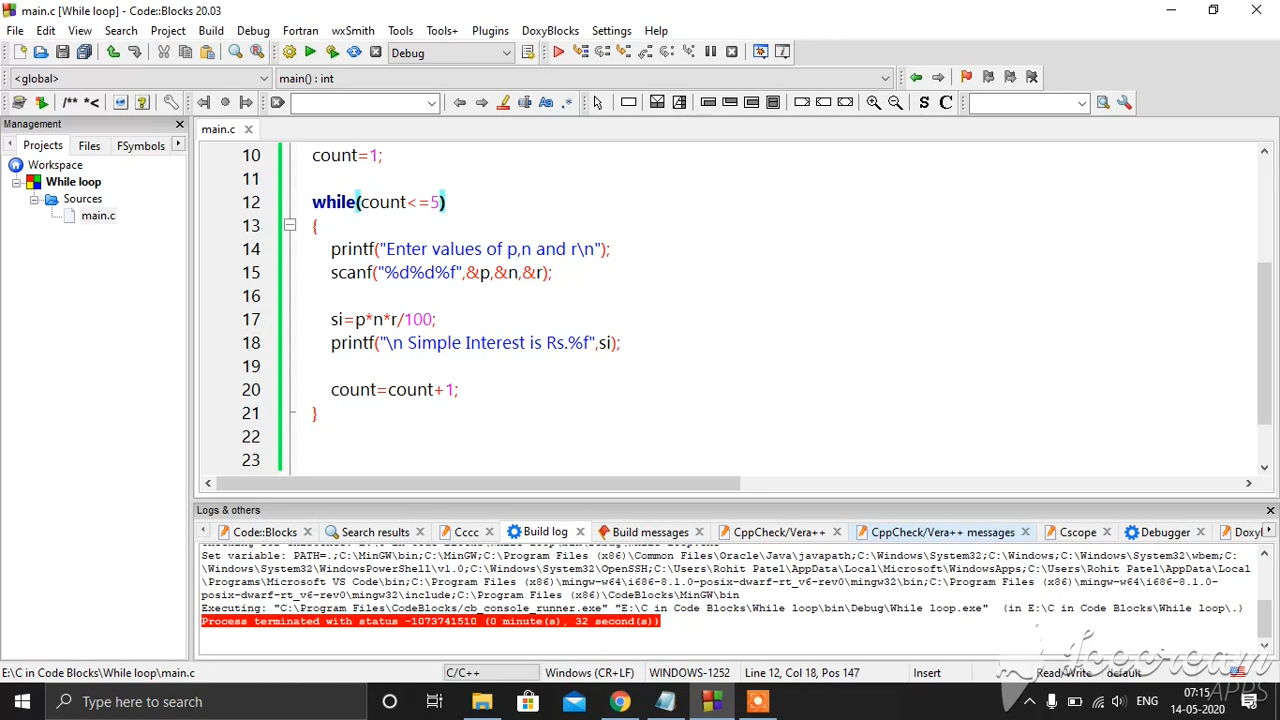 main.c [While loop] - Code::Blocks 20.03
File Edit View Search Project Build Debug Fortran wxSmith Tools Tools+ Plugins DoxyBlocks Settings Help
Debug
<global> main() : int
/** *< Aa .* S C
Management main.c
Projects Files FSymbols
Workspace
While loop
Sources
main.c
10 count=1;
11
12 while(count<=5)
13 {
14 printf("Enter values of p,n and r\n");
15 scanf("%d%d%f",&p,&n,&r);
16
17 si=p*n*r/100;
18 printf("\n Simple Interest is Rs.%f",si);
19
20 count=count+1;
21 }
22
23
Logs & others
Code::Blocks Search results Cccc Build log Build messages CppCheck/Vera++ CppCheck/Vera++ messages Cscope Debugger Doxy
Set variable: PATH=.;C:\MinGW\bin;C:\MinGW;C:\Program Files (x86)\Common Files\Oracle\Java\javapath;C:\Windows\System32;C:\Windows;C:\Windows\System32\wbem;C:
\Windows\System32\WindowsPowerShell\v1.0;C:\Windows\System32\OpenSSH;C:\Users\Rohit Patel\AppData\Local\Microsoft\WindowsApps;C:\Users\Rohit Patel\AppData\Local
\Programs\Microsoft VS Code\bin;C:\Program Files (x86)\mingw-w64\i686-8.1.0-posix-dwarf-rt_v6-rev0\mingw32\bin;C:\Program Files (x86)\mingw-w64\i686-8.1.0-
posix-dwarf-rt_v6-rev0\mingw32\include;C:\Program Files (x86)\CodeBlocks\MinGW\bin
Executing: "C:\Program Files\CodeBlocks/cb_console_runner.exe" "E:\C in Code Blocks\While loop\bin\Debug\While loop.exe" (in E:\C in Code Blocks\While loop\.)
Process terminated with status -1073741510 (0 minute(s), 32 second(s))
E:\C in Code Blocks\While loop\main.c C/C++ Windows (CR+LF) WINDOWS-1252 Line 12, Col 18, Pos 147 Insert Read/Write default
Type here to search ENG 07:15
14-05-2020
APPS